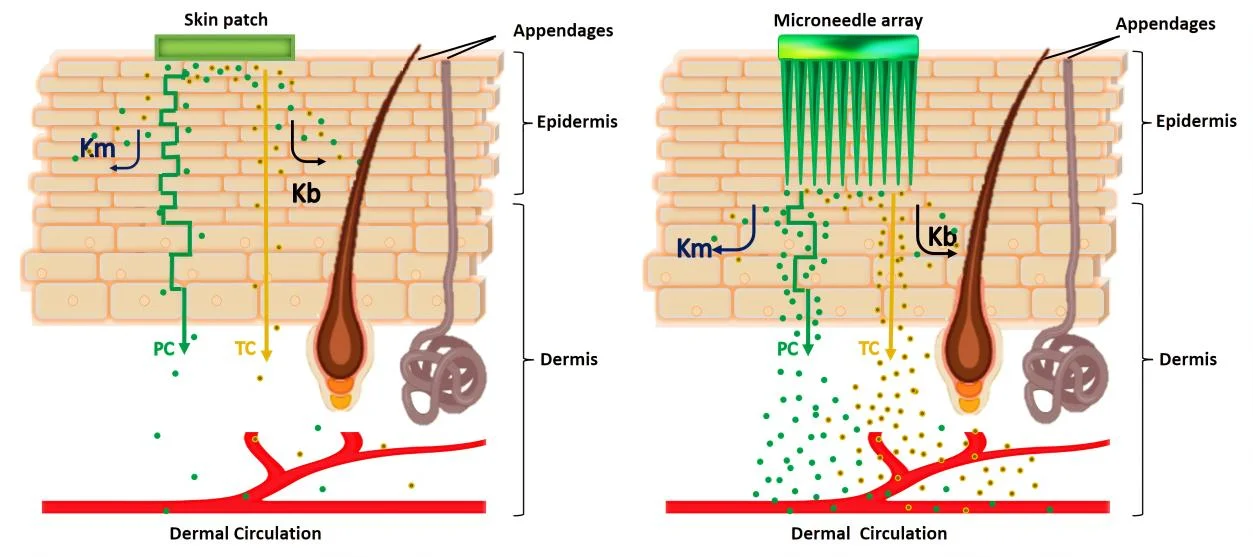 Skin patch
Appendages
Epidermis
Km
Kb
PC
TC
Dermis
Dermal Circulation
Microneedle array
Appendages
Epidermis
Km
Kb
PC
TC
Dermis
Dermal Circulation